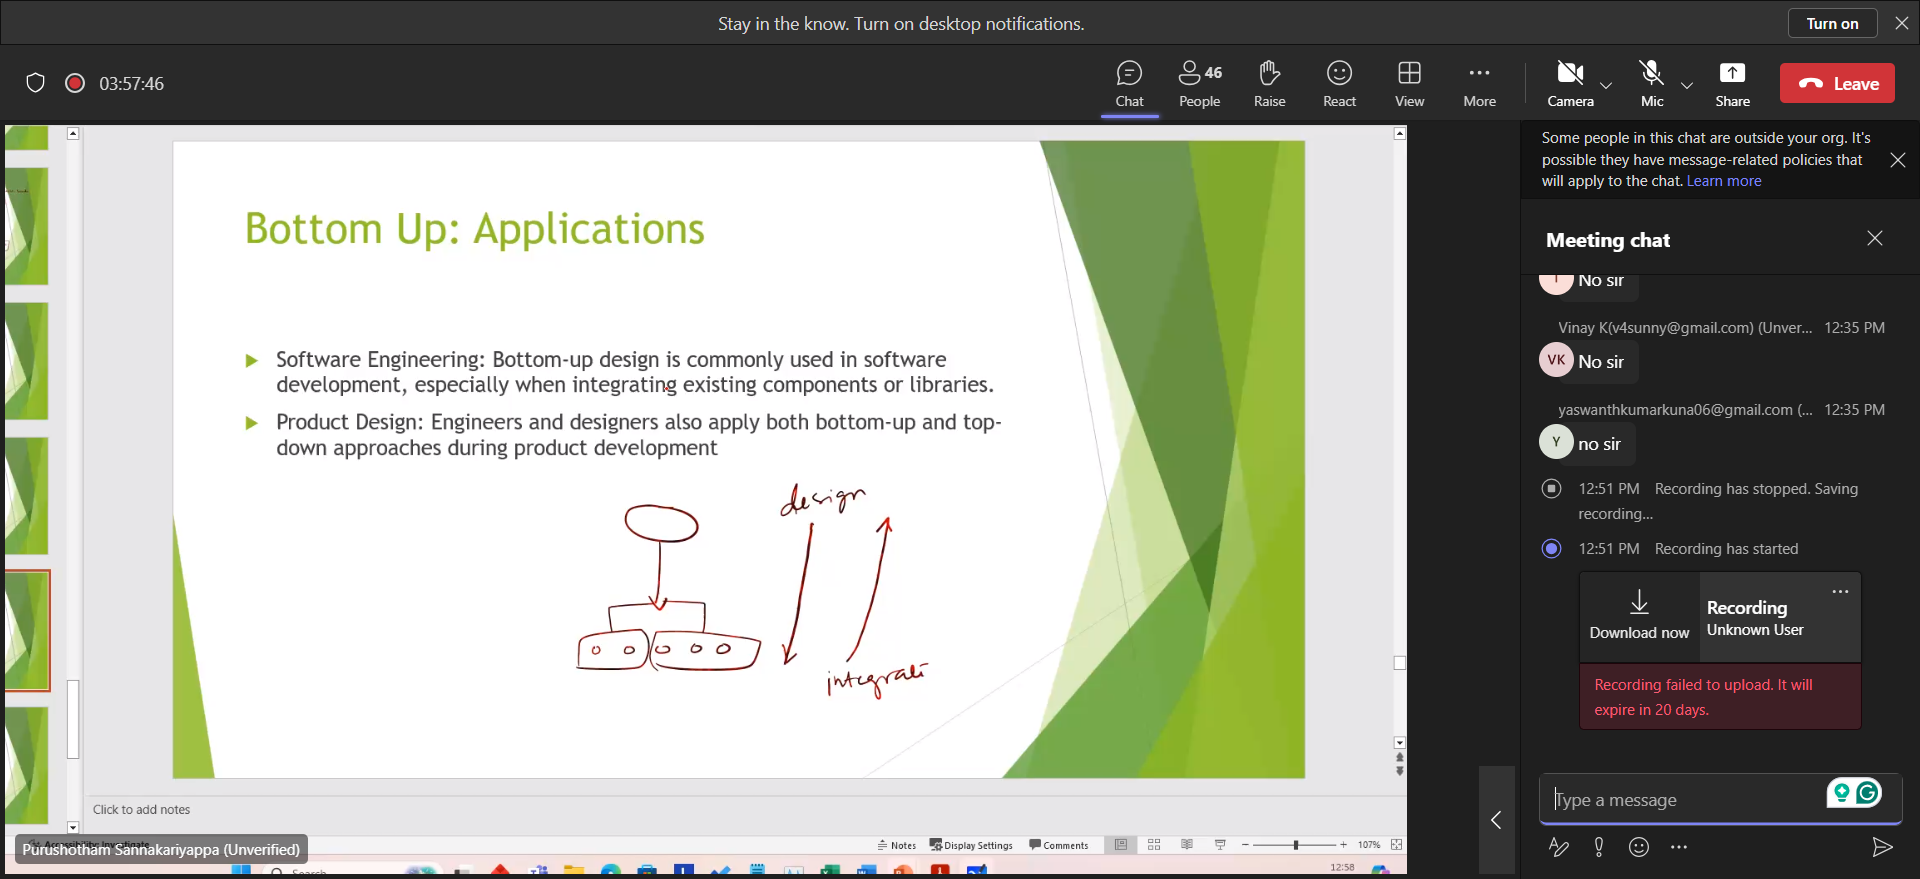 Stay in the know. Turn on desktop notifications.
Turn on
03:57:46
Chat
People
46
Raise
React
View
More
Camera
Mic
Share
Leave
Bottom Up: Applications
Software Engineering: Bottom-up design is commonly used in software
development, especially when integrating existing components or libraries.
Product Design: Engineers and designers also apply both bottom-up and top-
down approaches during product development
design
integrati
Click to add notes
Purushotham Sannakariyappa (Unverified)
Notes
Display Settings
Comments
107%
Search
12:58
Some people in this chat are outside your org. It's
possible they have message-related policies that
will apply to the chat. Learn more
Meeting chat
No sir
Vinay K(v4sunny@gmail.com) (Unver... 12:35 PM
VK
No sir
yaswanthkumarkuna06@gmail.com (... 12:35 PM
Y
no sir
12:51 PM Recording has stopped. Saving
recording...
12:51 PM Recording has started
Download now
Recording
Unknown User
Recording failed to upload. It will
expire in 20 days.
Type a message